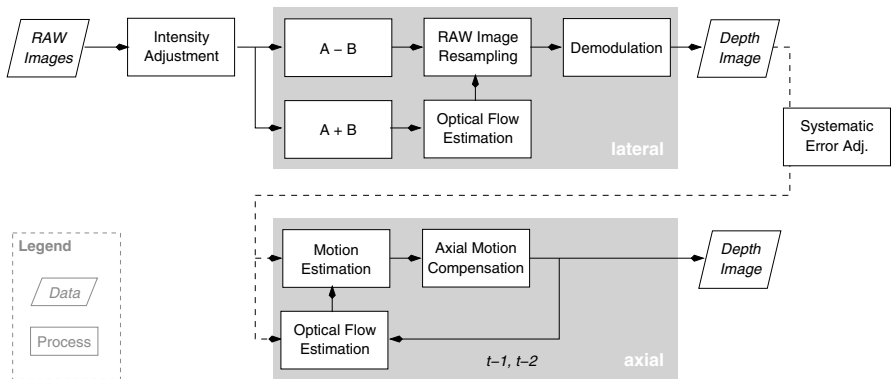 RAW
Images
Intensity
Adjustment
A − B
RAW Image
Resampling
Demodulation
Depth
Image
A + B
Optical Flow
Estimation
lateral
Systematic
Error Adj.
Legend
Data
Process
Motion
Estimation
Axial Motion
Compensation
Depth
Image
Optical Flow
Estimation
t−1, t−2
axial